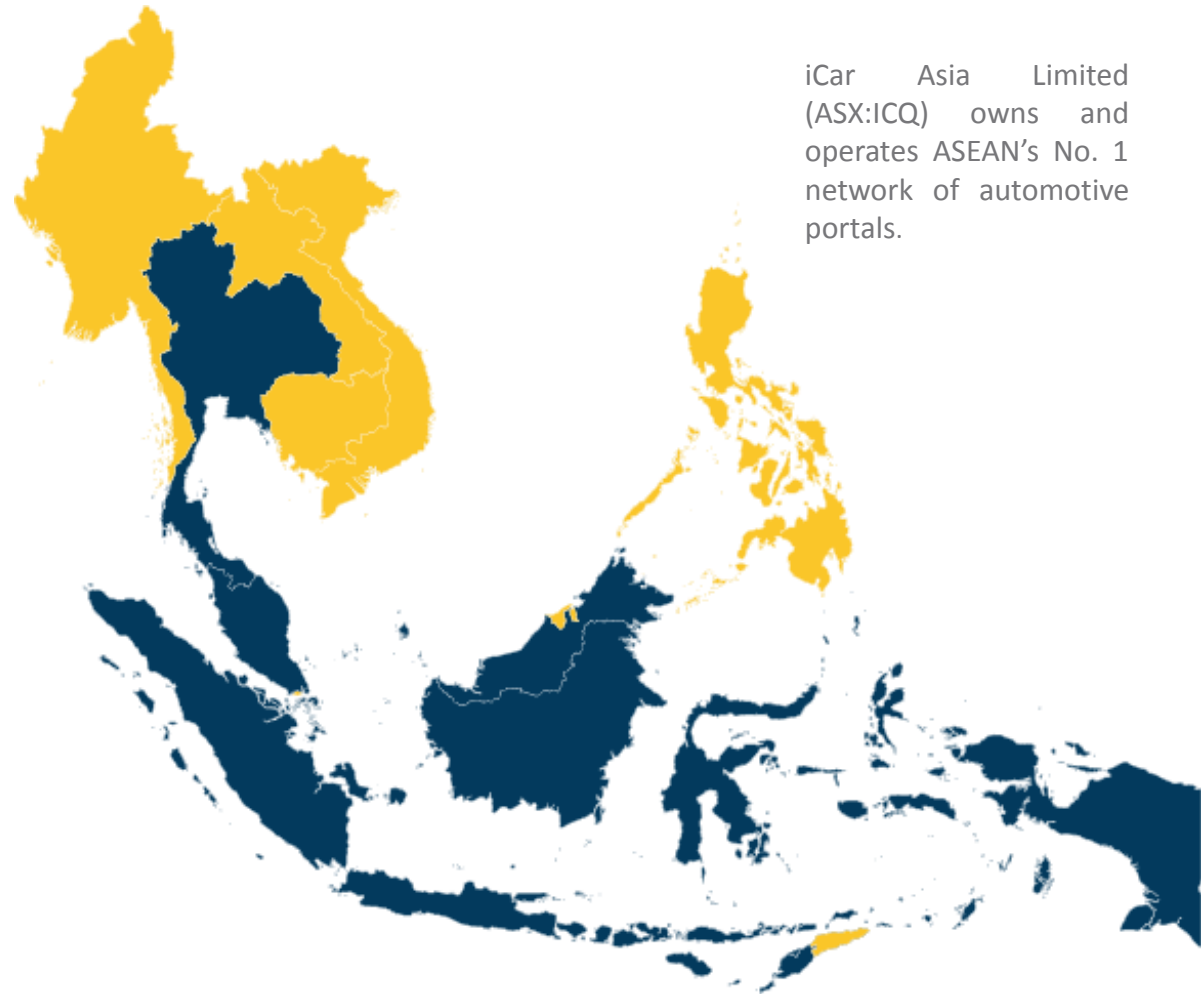 iCar Asia Limited
(ASX:ICQ) owns and
operates ASEAN’s No. 1
network of automotive
portals.